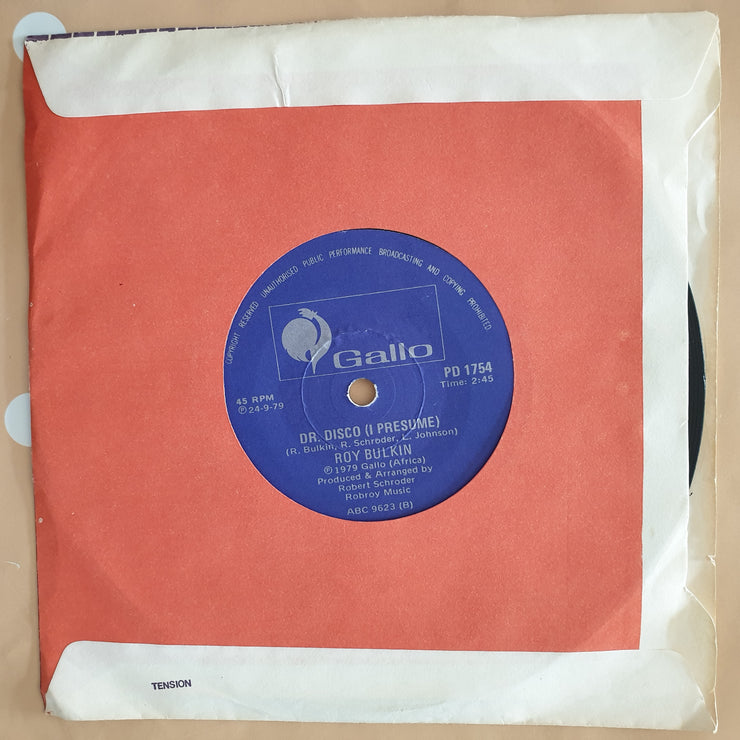 COPYRIGHT RESERVED UNAUTHORISED PUBLIC PERFORMANCE BROADCASTING AND COPYING PROHIBITED.
Gallo
PD 1754
Time: 2:45
45 RPM
Ⓟ24-9-79
DR. DISCO (I PRESUME)
(R. Bulkin, R. Schroder, L. Johnson)
ROY BULKIN
Ⓟ1979 Gallo (Africa)
Produced & Arranged by
Robert Schroder
Robroy Music
ABC 9623 (B)
TENSION